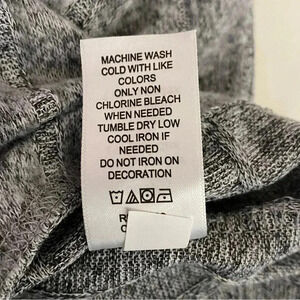 MACHINE WASH
COLD WITH LIKE
COLORS
ONLY NON
CHLORINE BLEACH
WHEN NEEDED
TUMBLE DRY LOW
COOL IRON IF
NEEDED
DO NOT IRON ON
DECORATION